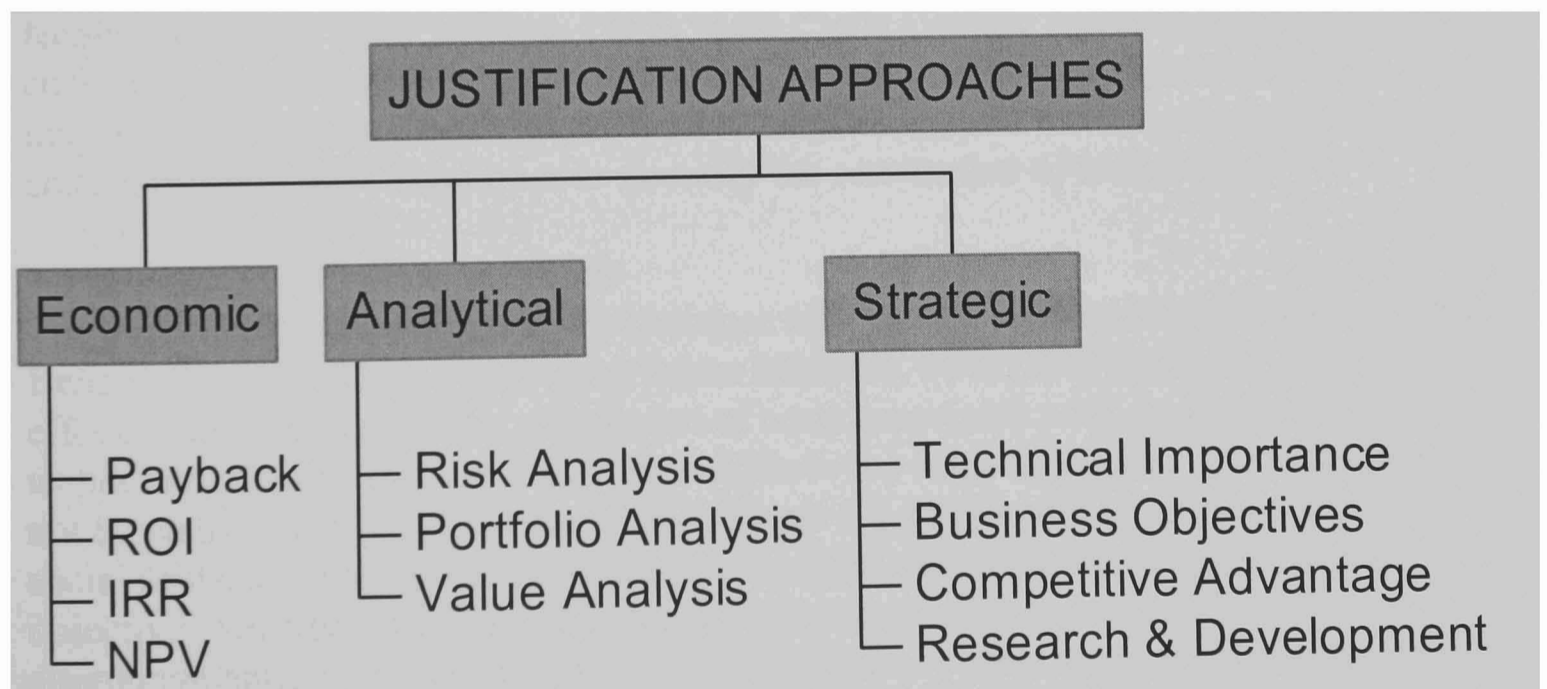 JUSTIFICATION APPROACHES
Economic
Payback
ROI
IRR
NPV
Analytical
Risk Analysis
Portfolio Analysis
Value Analysis
Strategic
Technical Importance
Business Objectives
Competitive Advantage
Research & Development